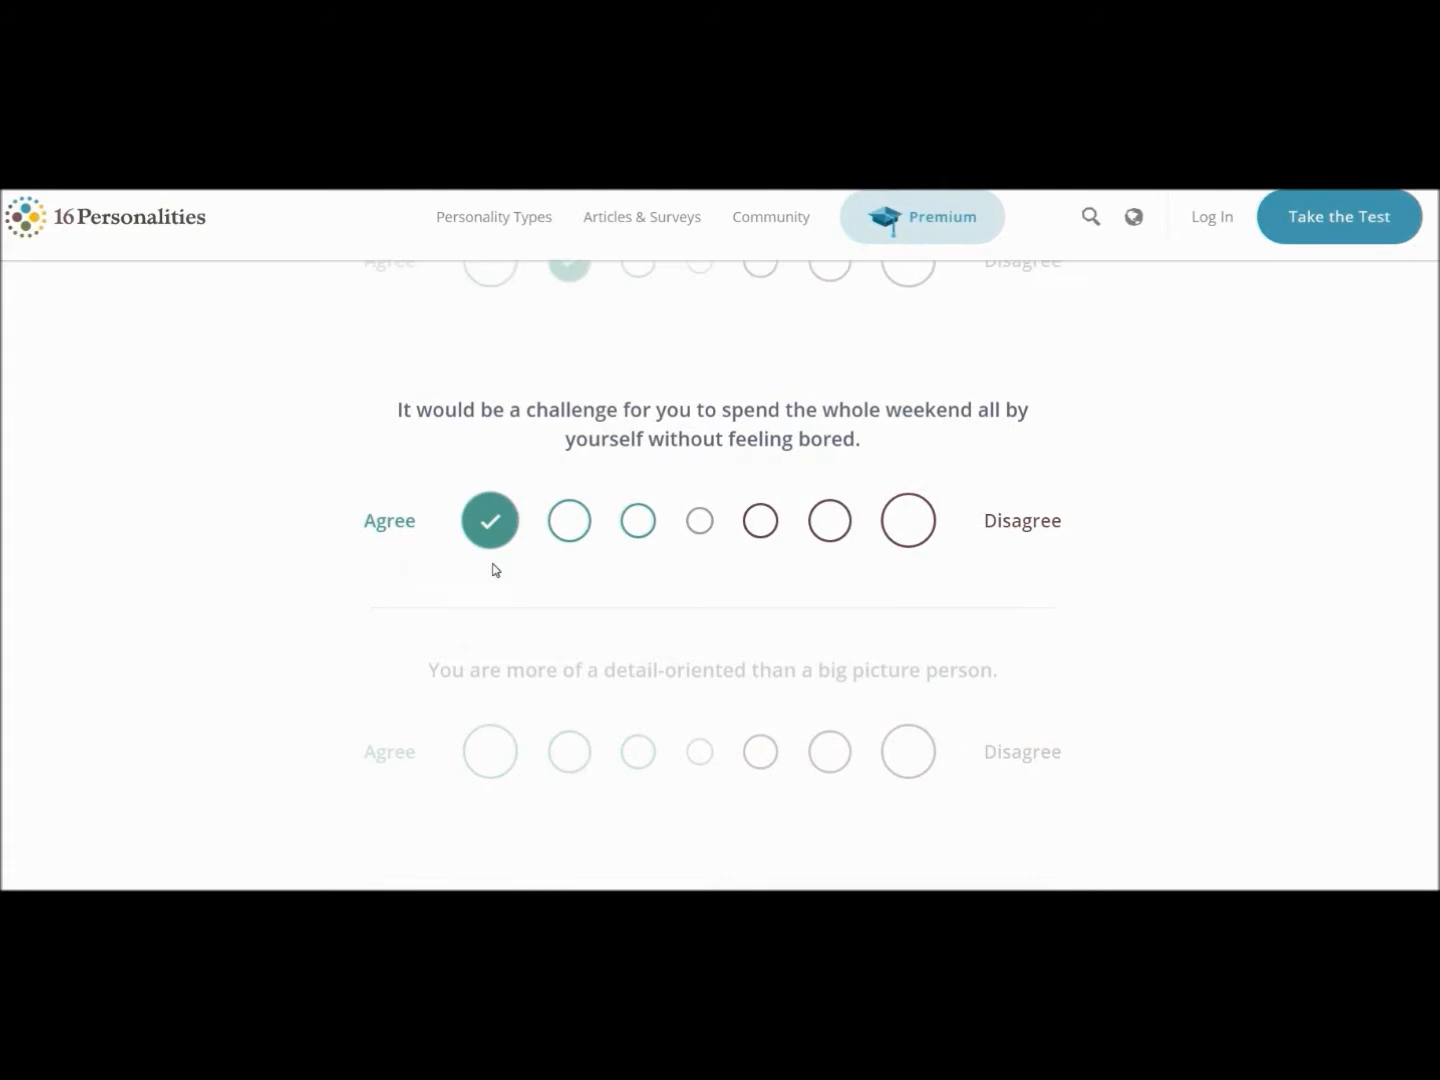 16Personalities
Personality Types
Articles & Surveys
Community
Premium
Log In
Take the Test
Agree
Disagree
It would be a challenge for you to spend the whole weekend all by
yourself without feeling bored.
Agree
Disagree
You are more of a detail-oriented than a big picture person.
Agree
Disagree